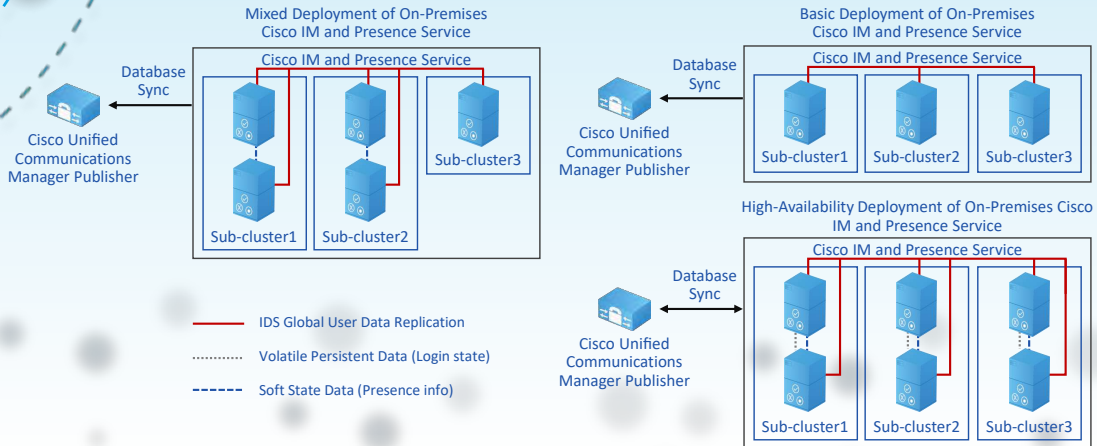 Mixed Deployment of On-Premises
Cisco IM and Presence Service
Cisco IM and Presence Service
Database
Sync
Cisco Unified
Communications
Manager Publisher
Sub-cluster1
Sub-cluster2
Sub-cluster3
Basic Deployment of On-Premises
Cisco IM and Presence Service
Cisco IM and Presence Service
Database
Sync
Cisco Unified
Communications
Manager Publisher
Sub-cluster1
Sub-cluster2
Sub-cluster3
High-Availability Deployment of On-Premises Cisco
IM and Presence Service
Cisco IM and Presence Service
Database
Sync
Cisco Unified
Communications
Manager Publisher
Sub-cluster1
Sub-cluster2
Sub-cluster3
IDS Global User Data Replication
Volatile Persistent Data (Login state)
Soft State Data (Presence info)